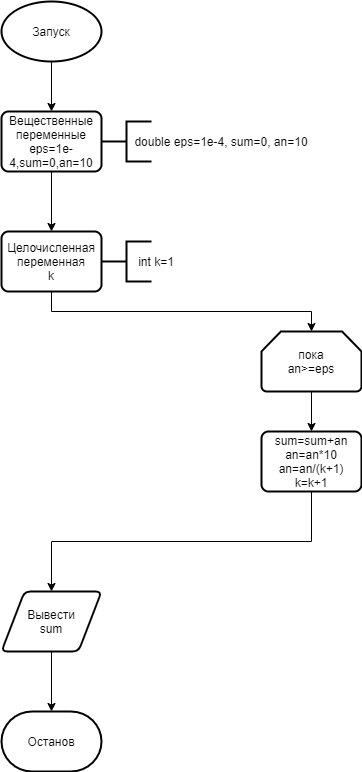 Запуск
Вещественные
переменные
eps=1e-
4,sum=0,an=10
double eps=1e-4, sum=0, an=10
Целочисленная
переменная
k
int k=1
пока
an>=eps
sum=sum+an
an=an*10
an=an/(k+1)
k=k+1
Вывести
sum
Останов